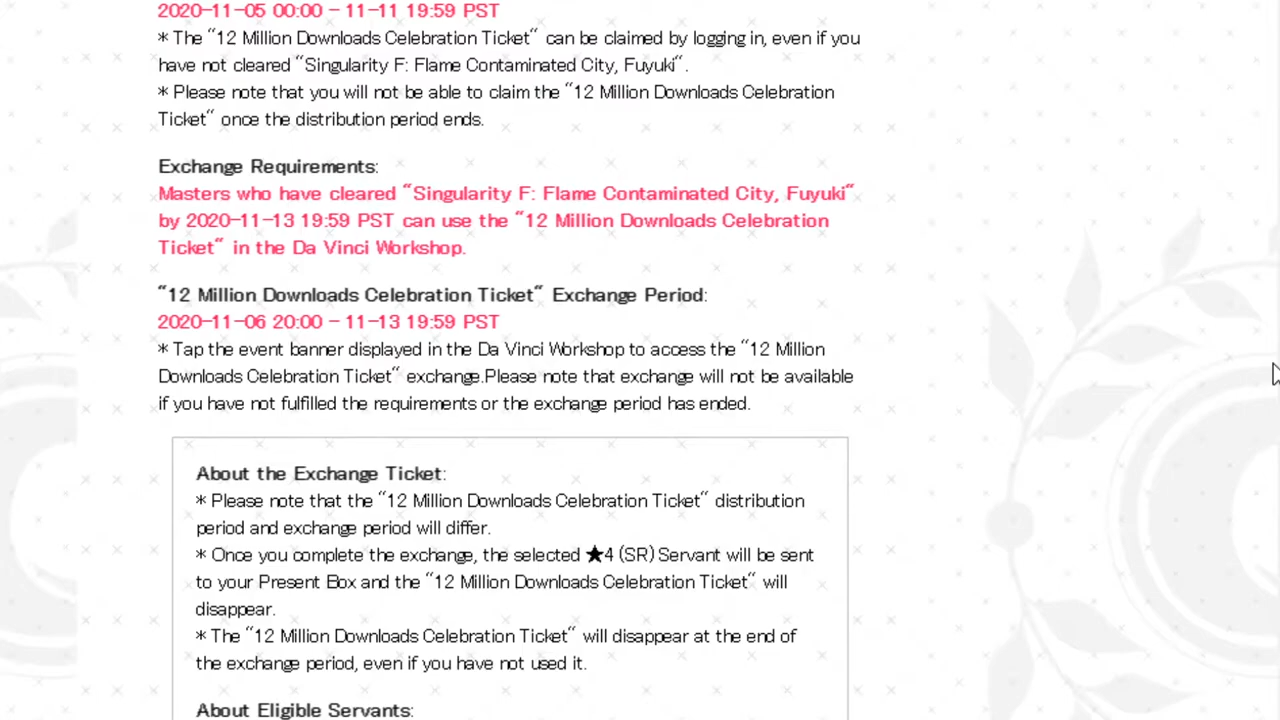 2020-11-05 00:00 - 11-11 19:59 PST
* The "12 Million Downloads Celebration Ticket" can be claimed by logging in, even if you
have not cleared "Singularity F: Flame Contaminated City, Fuyuki".
* Please note that you will not be able to claim the "12 Million Downloads Celebration
Ticket" once the distribution period ends.
Exchange Requirements:
Masters who have cleared "Singularity F: Flame Contaminated City, Fuyuki"
by 2020-11-13 19:59 PST can use the "12 Million Downloads Celebration
Ticket" in the Da Vinci Workshop.
"12 Million Downloads Celebration Ticket" Exchange Period:
2020-11-06 20:00 - 11-13 19:59 PST
* Tap the event banner displayed in the Da Vinci Workshop to access the "12 Million
Downloads Celebration Ticket" exchange.Please note that exchange will not be available
if you have not fulfilled the requirements or the exchange period has ended.
About the Exchange Ticket:
* Please note that the "12 Million Downloads Celebration Ticket" distribution
period and exchange period will differ.
* Once you complete the exchange, the selected ★4 (SR) Servant will be sent
to your Present Box and the "12 Million Downloads Celebration Ticket" will
disappear.
* The "12 Million Downloads Celebration Ticket" will disappear at the end of
the exchange period, even if you have not used it.
About Eligible Servants: